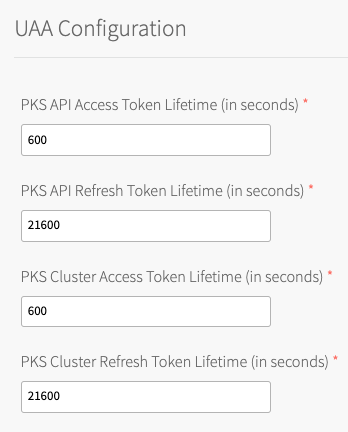 UAA Configuration
PKS API Access Token Lifetime (in seconds) *
600
PKS API Refresh Token Lifetime (in seconds) *
21600
PKS Cluster Access Token Lifetime (in seconds) *
600
PKS Cluster Refresh Token Lifetime (in seconds) *
21600